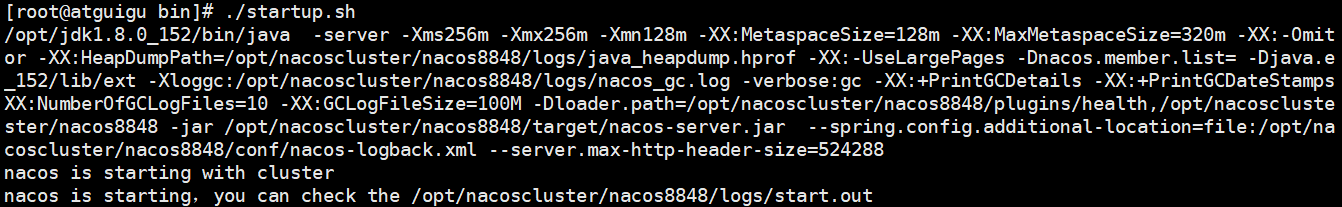 [root@atguigu bin]# ./startup.sh
/opt/jdk1.8.0_152/bin/java  -server -Xms256m -Xmx256m -Xmn128m -XX:MetaspaceSize=128m -XX:MaxMetaspaceSize=320m -XX:-Omit
or -XX:HeapDumpPath=/opt/nacoscluster/nacos8848/logs/java_heapdump.hprof -XX:-UseLargePages -Dnacos.member.list= -Djava.e
_152/lib/ext -Xloggc:/opt/nacoscluster/nacos8848/logs/nacos_gc.log -verbose:gc -XX:+PrintGCDetails -XX:+PrintGCDateStamps
XX:NumberOfGCLogFiles=10 -XX:GCLogFileSize=100M -Dloader.path=/opt/nacoscluster/nacos8848/plugins/health,/opt/nacoscluste
ster/nacos8848 -jar /opt/nacoscluster/nacos8848/target/nacos-server.jar  --spring.config.additional-location=file:/opt/na
coscluster/nacos8848/conf/nacos-logback.xml --server.max-http-header-size=524288
nacos is starting with cluster
nacos is starting，you can check the /opt/nacoscluster/nacos8848/logs/start.out